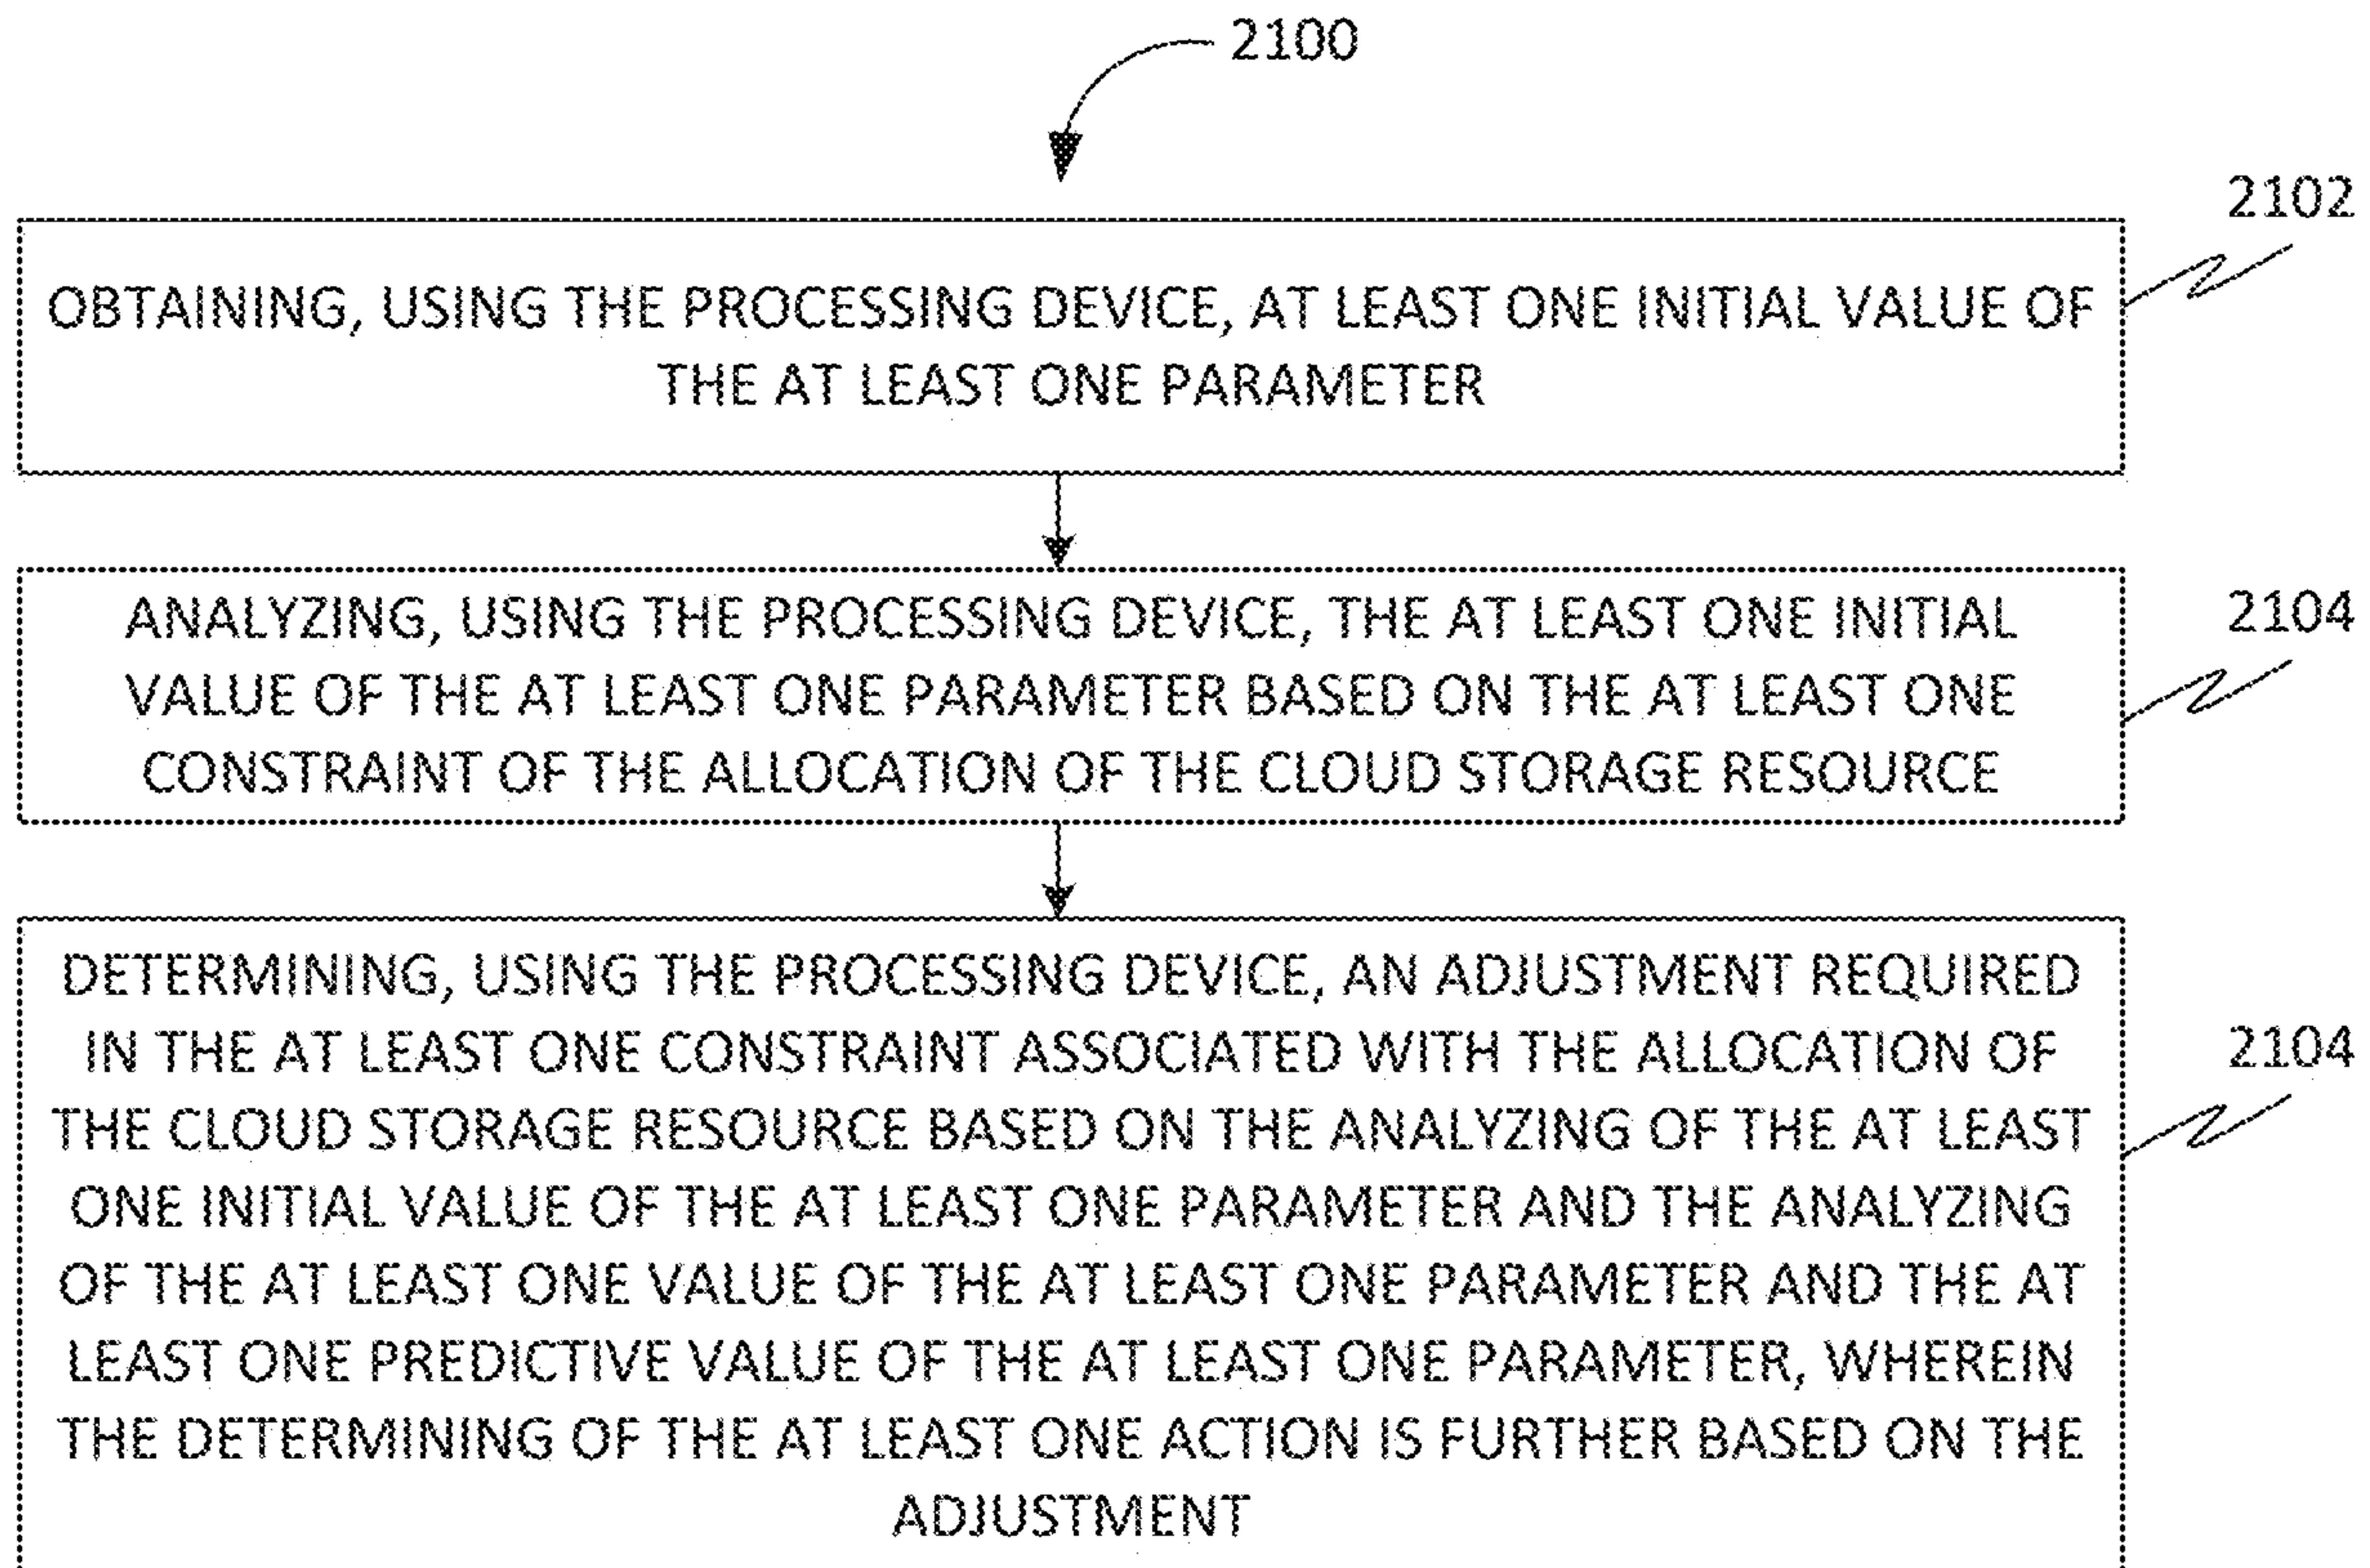 2100
2102
OBTAINING, USING THE PROCESSING DEVICE, AT LEAST ONE INITIAL VALUE OF
THE AT LEAST ONE PARAMETER
2104
ANALYZING, USING THE PROCESSING DEVICE, THE AT LEAST ONE INITIAL
VALUE OF THE AT LEAST ONE PARAMETER BASED ON THE AT LEAST ONE
CONSTRAINT OF THE ALLOCATION OF THE CLOUD STORAGE RESOURCE
2104
DETERMINING, USING THE PROCESSING DEVICE, AN ADJUSTMENT REQUIRED
IN THE AT LEAST ONE CONSTRAINT ASSOCIATED WITH THE ALLOCATION OF
THE CLOUD STORAGE RESOURCE BASED ON THE ANALYZING OF THE AT LEAST
ONE INITIAL VALUE OF THE AT LEAST ONE PARAMETER AND THE ANALYZING
OF THE AT LEAST ONE VALUE OF THE AT LEAST ONE PARAMETER AND THE AT
LEAST ONE PREDICTIVE VALUE OF THE AT LEAST ONE PARAMETER, WHEREIN
THE DETERMINING OF THE AT LEAST ONE ACTION IS FURTHER BASED ON THE
ADJUSTMENT